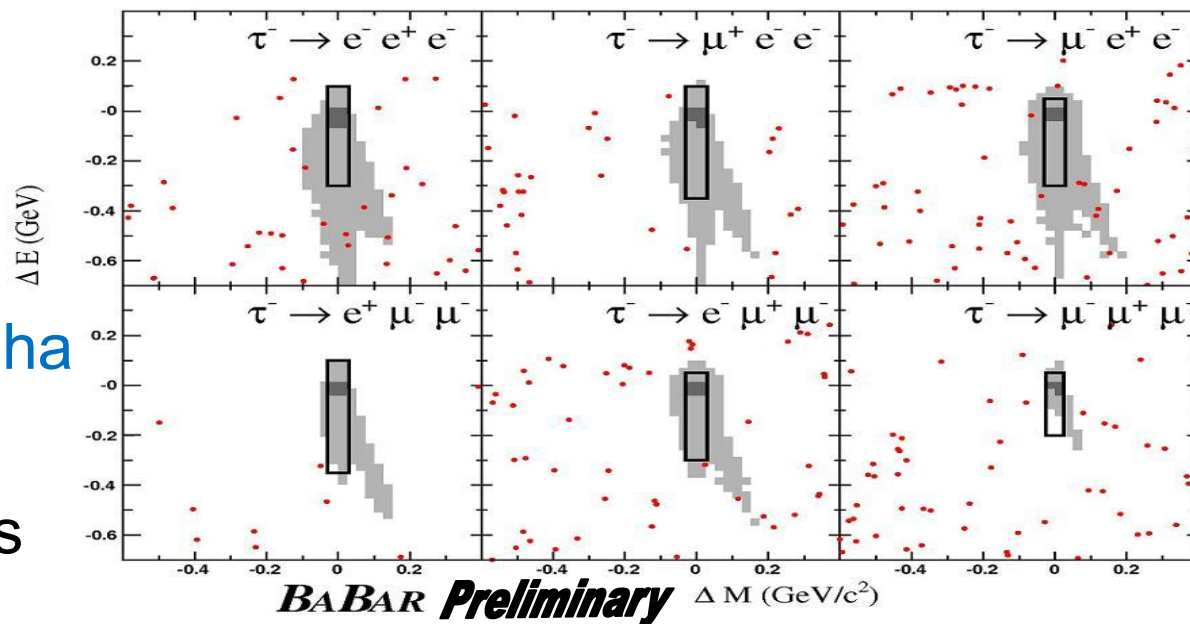 τ⁻ → e⁻ e⁺ e⁻
τ⁻ → μ⁺ e⁻ e⁻
τ⁻ → μ⁻ e⁺ e⁻
0.2
-0
-0.2
-0.4
-0.6
ΔE (GeV)
τ⁻ → e⁺ μ⁻ μ⁻
τ⁻ → e⁻ μ⁺ μ⁻
τ⁻ → μ⁻ μ⁺ μ⁻
ha
s
0.2
-0
-0.2
-0.4
-0.6
-0.4 -0.2 0 0.2 -0.4 -0.2 0 0.2 -0.4 -0.2 0 0.2
BABAR Preliminary ΔM (GeV/c²)